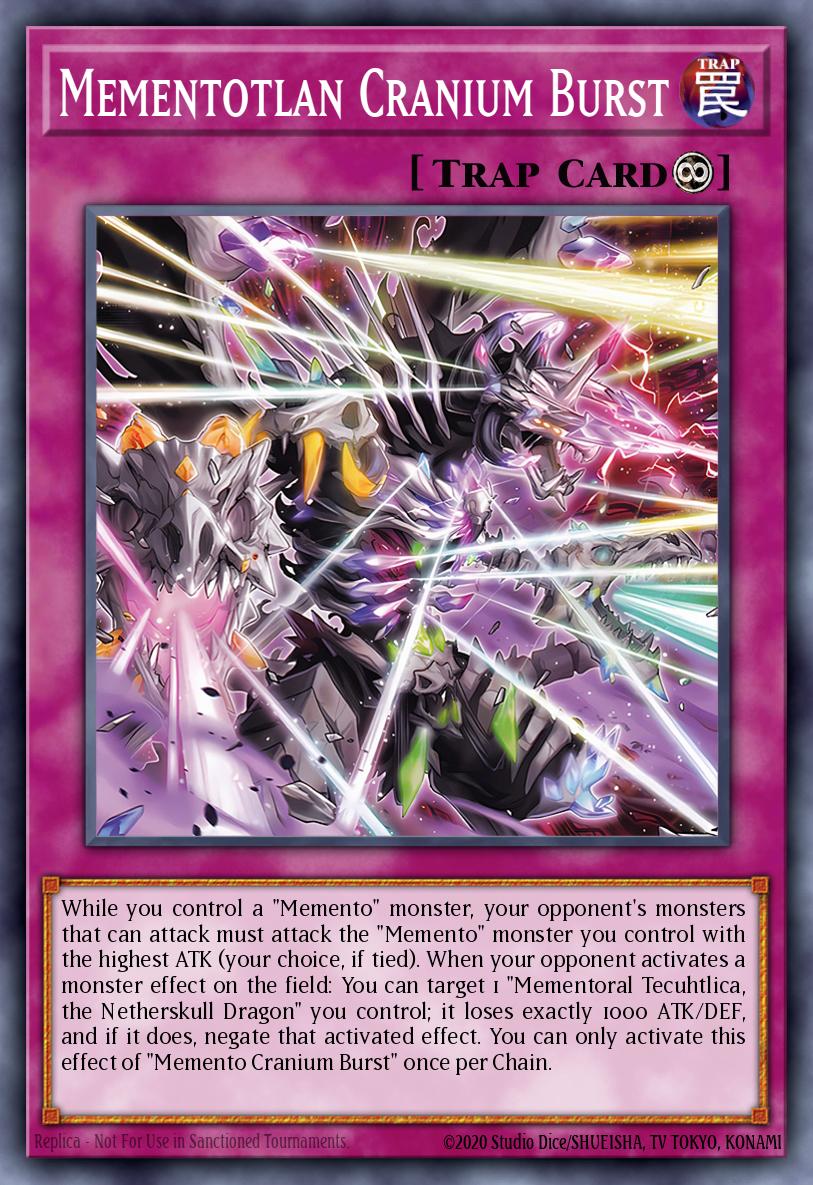 Mementotlan Cranium Burst
TRAP
罠
[Trap Card∞]
While you control a "Memento" monster, your opponent's monsters
that can attack must attack the "Memento" monster you control with
the highest ATK (your choice, if tied). When your opponent activates a
monster effect on the field: You can target 1 "Mementoral Tecuhtlica,
the Netherskull Dragon" you control; it loses exactly 1000 ATK/DEF,
and if it does, negate that activated effect. You can only activate this
effect of "Memento Cranium Burst" once per Chain.
Replica - Not For Use in Sanctioned Tournaments.
©2020 Studio Dice/SHUEISHA, TV TOKYO, KONAMI